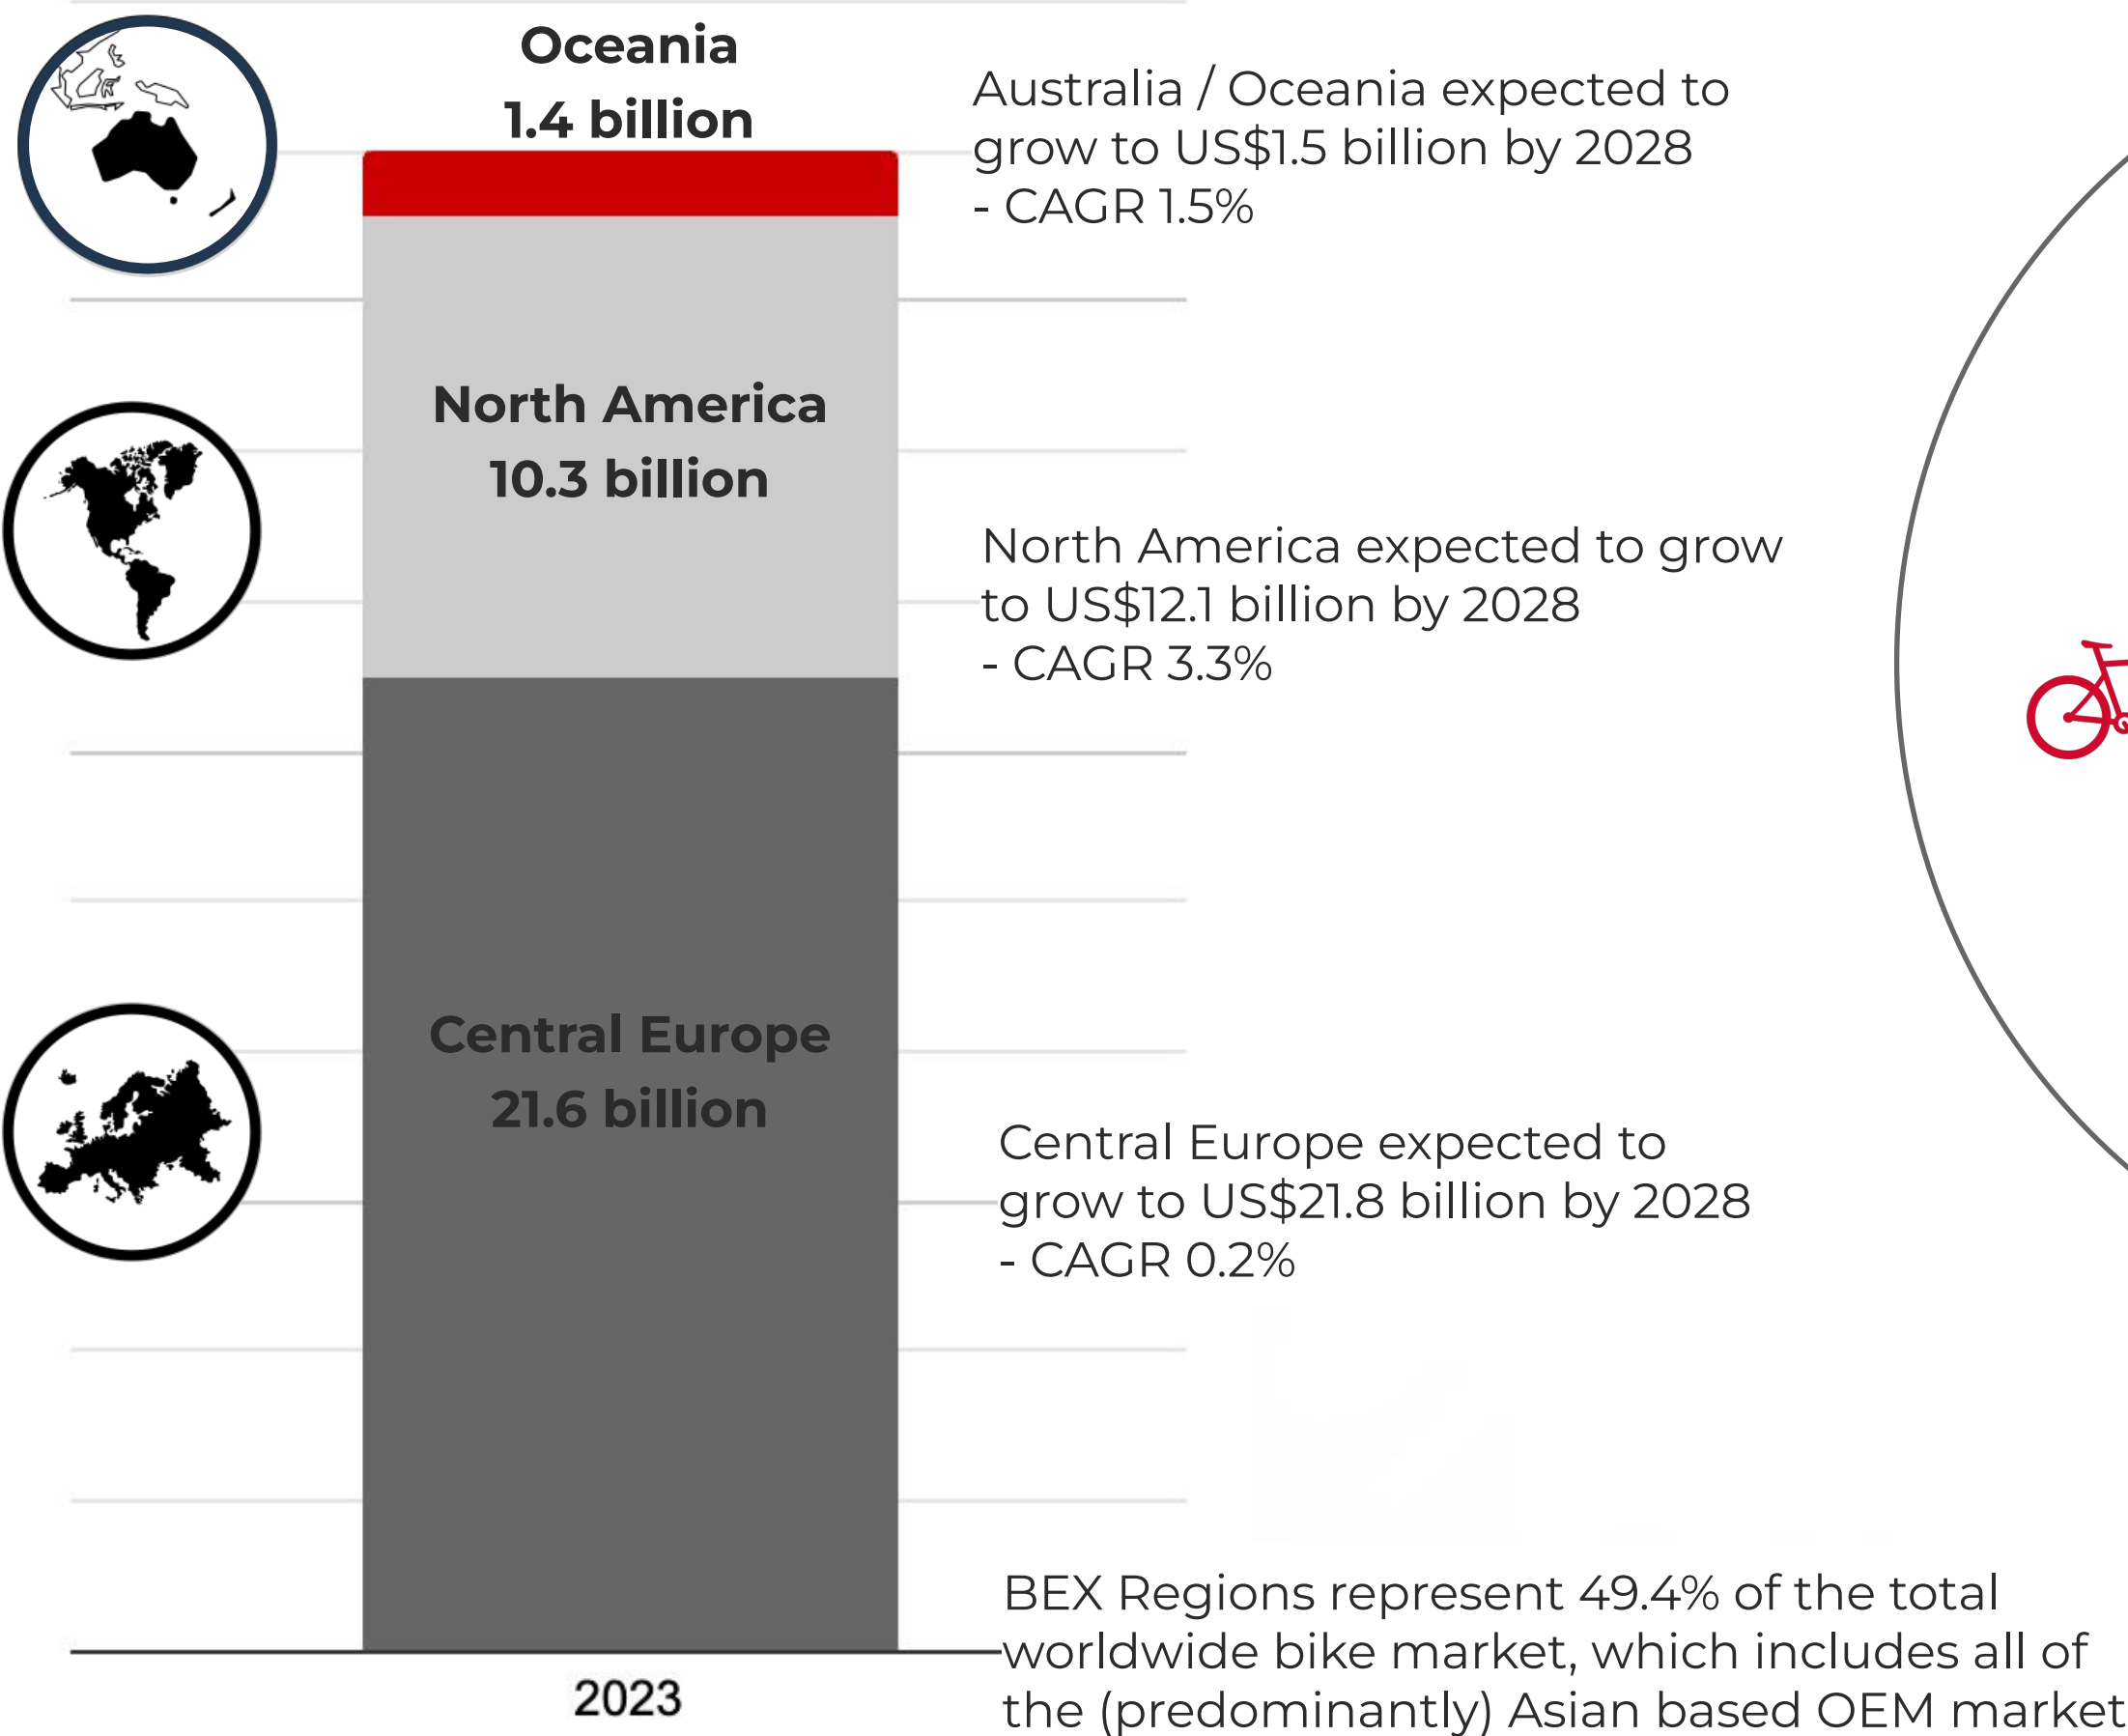 Oceania
1.4 billion
Australia / Oceania expected to
grow to US$1.5 billion by 2028
- CAGR 1.5%
North America
10.3 billion
North America expected to grow
to US$12.1 billion by 2028
- CAGR 3.3%
Central Europe
21.6 billion
Central Europe expected to
grow to US$21.8 billion by 2028
- CAGR 0.2%
BEX Regions represent 49.4% of the total
worldwide bike market, which includes all of
the (predominantly) Asian based OEM market
2023